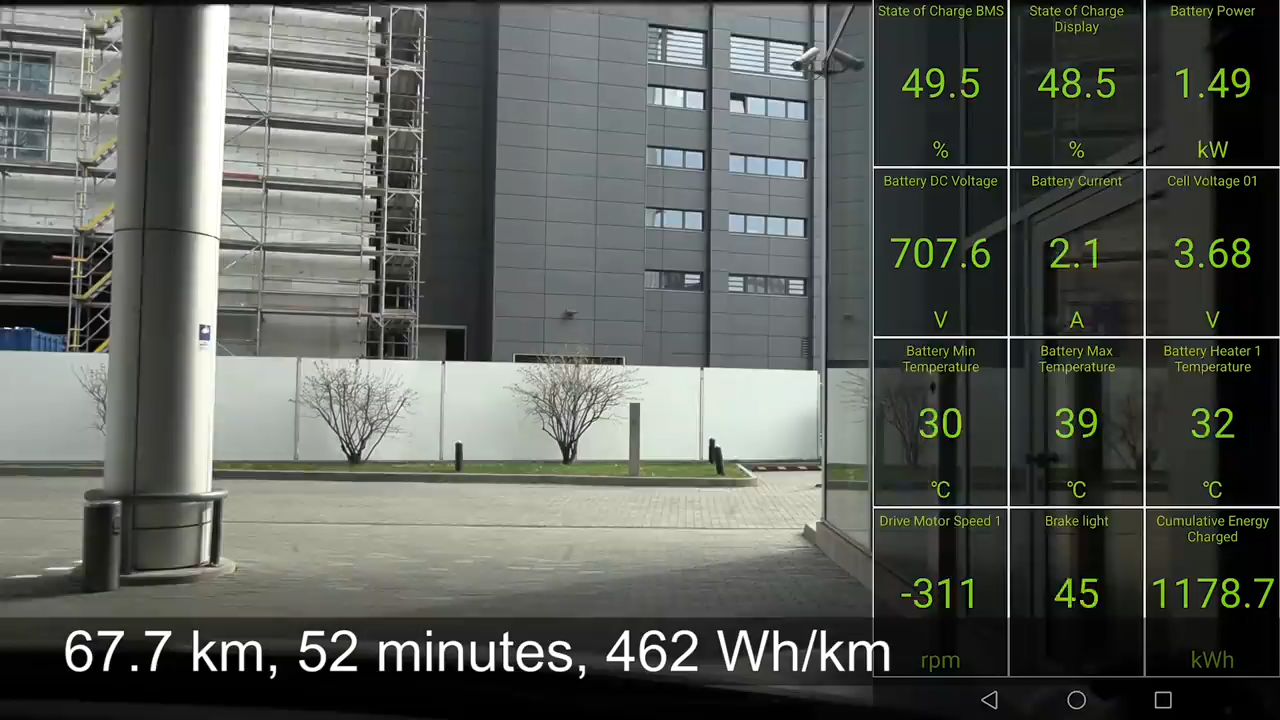 State of Charge BMS
49.5
%
State of Charge
Display
48.5
%
Battery Power
1.49
kW
Battery DC Voltage
707.6
V
Battery Current
2.1
A
Cell Voltage 01
3.68
V
Battery Min
Temperature
30
°C
Battery Max
Temperature
39
°C
Battery Heater 1
Temperature
32
°C
Drive Motor Speed 1
-311
rpm
Brake light
45
Cumulative Energy
Charged
1178.7
kWh
67.7 km, 52 minutes, 462 Wh/km